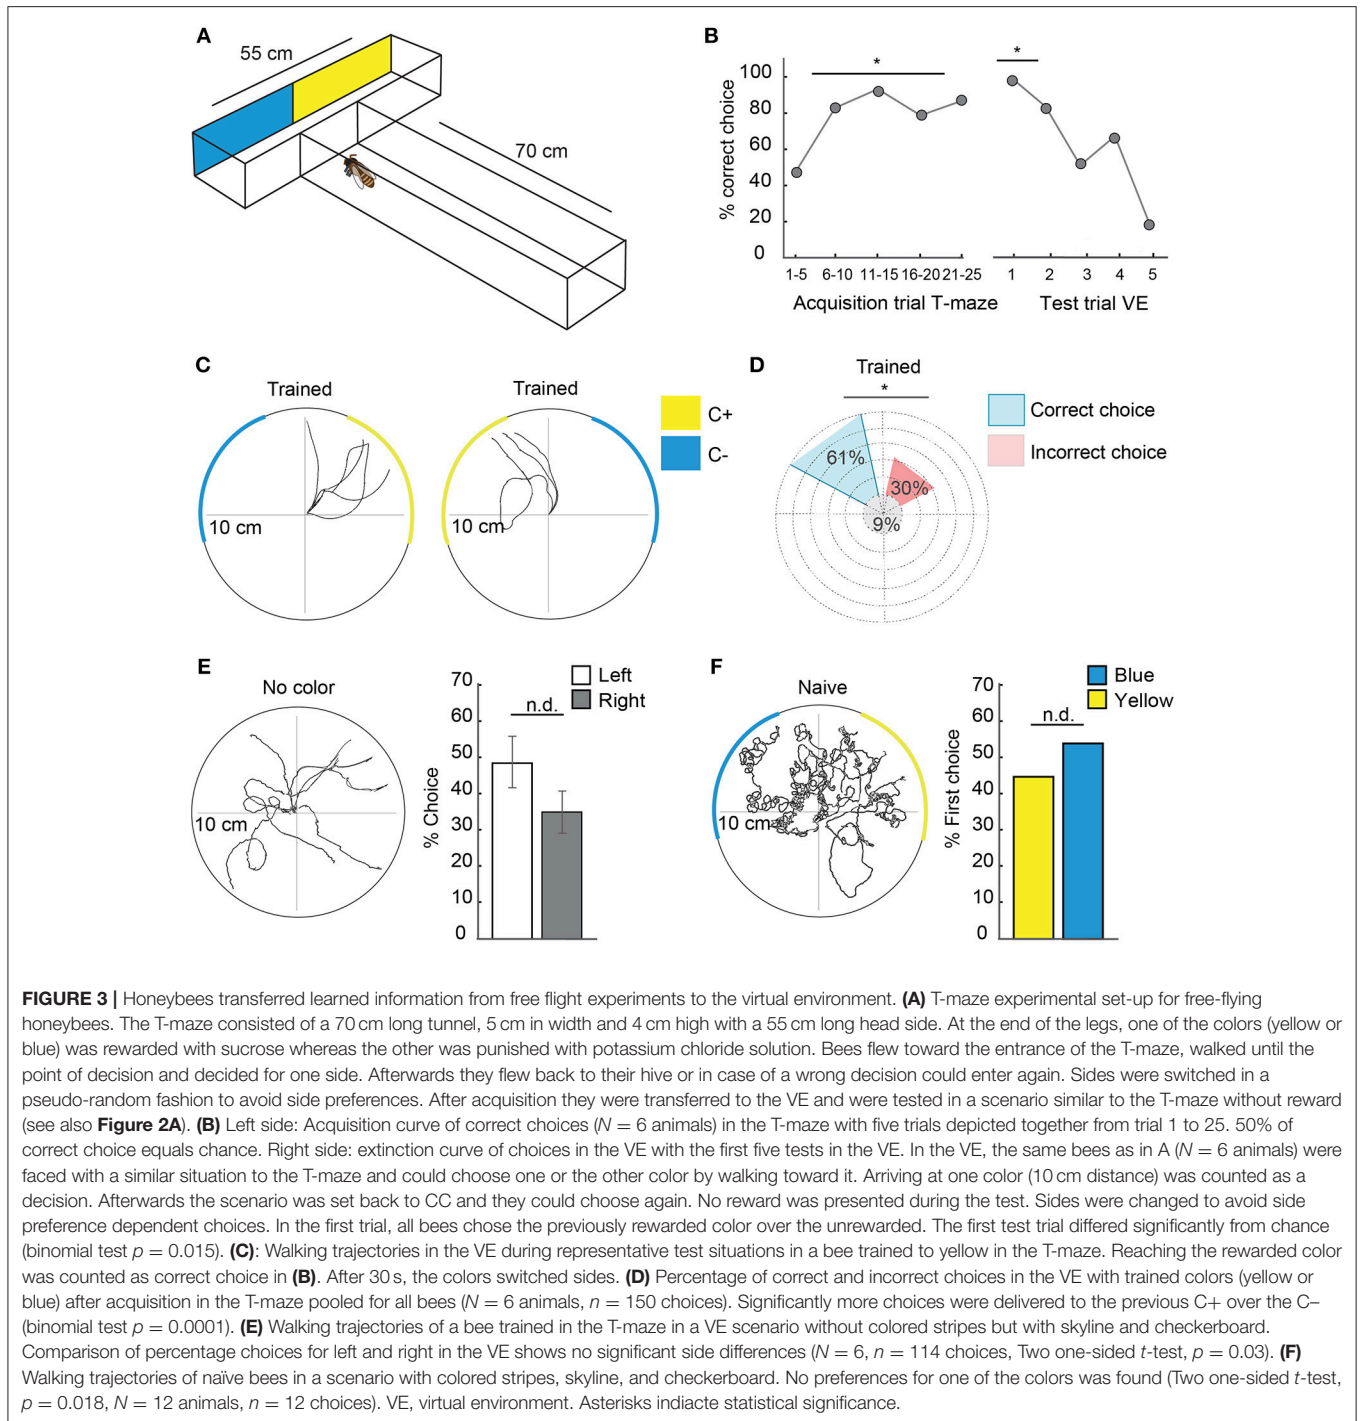 A
55 cm
70 cm
B
*
*
% correct choice
100
80
60
40
20
0
1-5 6-10 11-15 16-20 21-25
1 2 3 4 5
Acquisition trial T-maze
Test trial VE
C
Trained
Trained
10 cm
10 cm
C+
C-
D
Trained
*
61%
30%
9%
Correct choice
Incorrect choice
E
No color
10 cm
% Choice
70
60
50
40
30
20
10
0
n.d.
Left
Right
F
Naive
10 cm
% First choice
70
60
50
40
30
20
10
0
n.d.
Blue
Yellow
FIGURE 3 | Honeybees transferred learned information from free flight experiments to the virtual environment. (A) T-maze experimental set-up for free-flying
honeybees. The T-maze consisted of a 70 cm long tunnel, 5 cm in width and 4 cm high with a 55 cm long head side. At the end of the legs, one of the colors (yellow or
blue) was rewarded with sucrose whereas the other was punished with potassium chloride solution. Bees flew toward the entrance of the T-maze, walked until the
point of decision and decided for one side. Afterwards they flew back to their hive or in case of a wrong decision could enter again. Sides were switched in a
pseudo-random fashion to avoid side preferences. After acquisition they were transferred to the VE and were tested in a scenario similar to the T-maze without reward
(see also Figure 2A). (B) Left side: Acquisition curve of correct choices (N = 6 animals) in the T-maze with five trials depicted together from trial 1 to 25. 50% of
correct choice equals chance. Right side: extinction curve of choices in the VE with the first five tests in the VE. In the VE, the same bees as in A (N = 6 animals) were
faced with a similar situation to the T-maze and could choose one or the other color by walking toward it. Arriving at one color (10 cm distance) was counted as a
decision. Afterwards the scenario was set back to CC and they could choose again. No reward was presented during the test. Sides were changed to avoid side
preference dependent choices. In the first trial, all bees chose the previously rewarded color over the unrewarded. The first test trial differed significantly from chance
(binomial test p = 0.015). (C): Walking trajectories in the VE during representative test situations in a bee trained to yellow in the T-maze. Reaching the rewarded color
was counted as correct choice in (B). After 30 s, the colors switched sides. (D) Percentage of correct and incorrect choices in the VE with trained colors (yellow or
blue) after acquisition in the T-maze pooled for all bees (N = 6 animals, n = 150 choices). Significantly more choices were delivered to the previous C+ over the C–
(binomial test p = 0.0001). (E) Walking trajectories of a bee trained in the T-maze in a VE scenario without colored stripes but with skyline and checkerboard.
Comparison of percentage choices for left and right in the VE shows no significant side differences (N = 6, n = 114 choices, Two one-sided t-test, p = 0.03). (F)
Walking trajectories of naïve bees in a scenario with colored stripes, skyline, and checkerboard. No preferences for one of the colors was found (Two one-sided t-test,
p = 0.018, N = 12 animals, n = 12 choices). VE, virtual environment. Asterisks indiacte statistical significance.